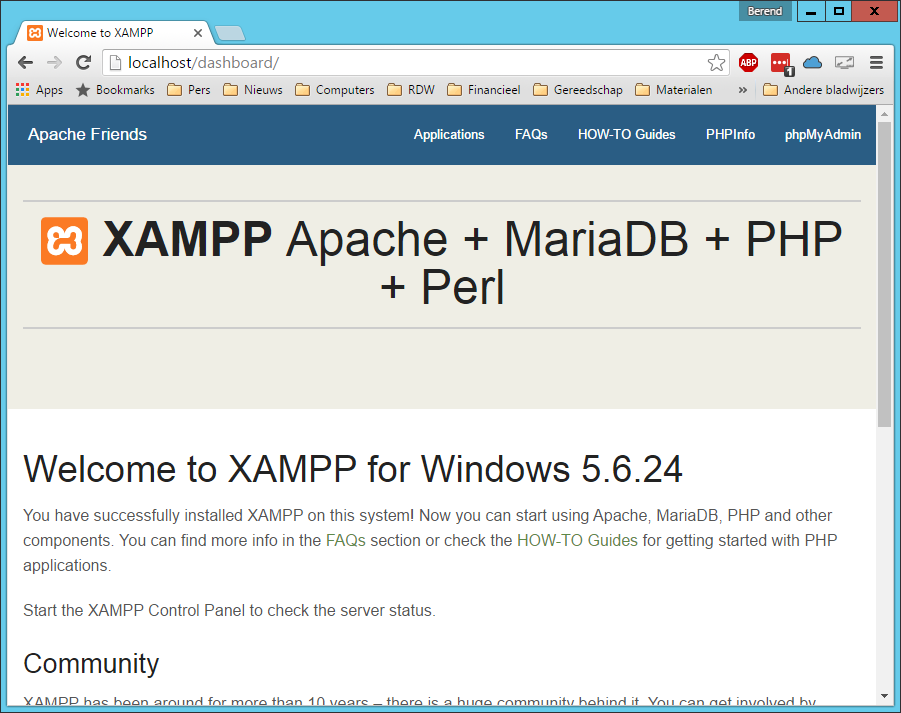 Berend
Welcome to XAMPP
localhost/dashboard/
ABP
1
Apps Bookmarks Pers Nieuws Computers RDW Financieel Gereedschap Materialen » Andere bladwijzers
Apache Friends Applications FAQs HOW-TO Guides PHPInfo phpMyAdmin
XAMPP Apache + MariaDB + PHP
+ Perl
Welcome to XAMPP for Windows 5.6.24
You have successfully installed XAMPP on this system! Now you can start using Apache, MariaDB, PHP and other
components. You can find more info in the FAQs section or check the HOW-TO Guides for getting started with PHP
applications.
Start the XAMPP Control Panel to check the server status.
Community
XAMPP has been around for more than 10 years – there is a huge community behind it. You can get involved by